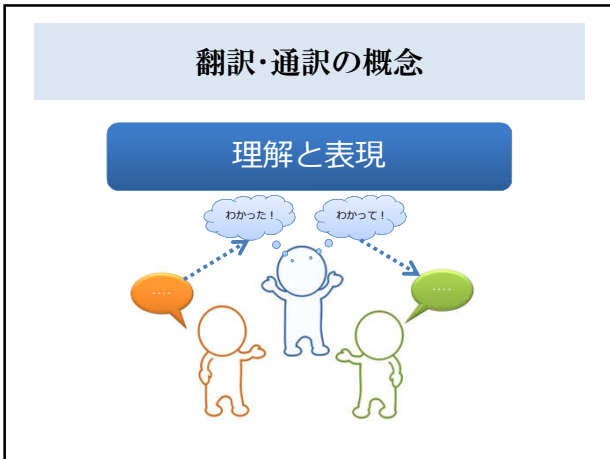 翻訳･通訳の概念
理解と表現
わかった！
わかって！
....
....